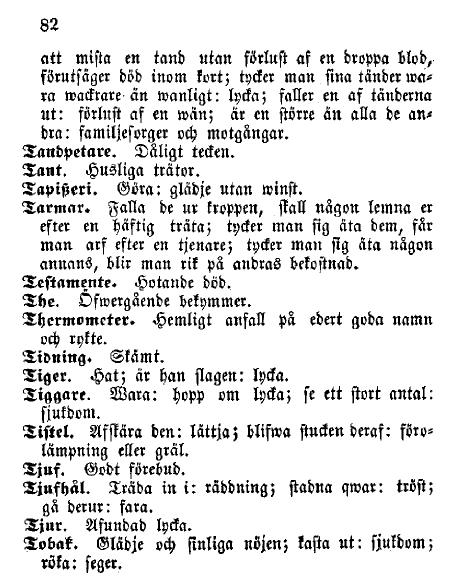 82
att mista en tand utan förlust af en droppa blod,
förutsäger död inom kort; tycker man sina tänder wa-
ra wackrare än wanligt: lycka; faller en af tänderna
ut: förlust af en wän; är en större än alla de an-
dra: familjesorger och motgångar.
Tandpetare. Dåligt tecken.
Tant. Husliga trätor.
Tapißeri. Göra: glädje utan winst.
Tarmar. Falla de ur kroppen, skall någon lemna er
efter en häftig träta; tycker man sig äta dem, får
man arf efter en tjenare; tycker man sig äta någon
annans, blir man rik på andras bekostnad.
Testamente. Hotande död.
The. Öfwergående bekymmer.
Thermometer. Hemligt anfall på edert goda namn
och rykte.
Tidning. Skämt.
Tiger. Hat; är han slagen: lycka.
Tiggare. Wara: hopp om lycka; se ett stort antal:
sjukdom.
Tistel. Afskära den: lättja; blifwa stucken deraf: föro-
lämpning eller gräl.
Tjuf. Godt förebud.
Tjufhål. Träda in i: räddning; stadna qwar: tröst;
gå derur: fara.
Tjur. Afundad lycka.
Tobak. Glädje och sinliga nöjen; kasta ut: sjukdom;
röka: seger.